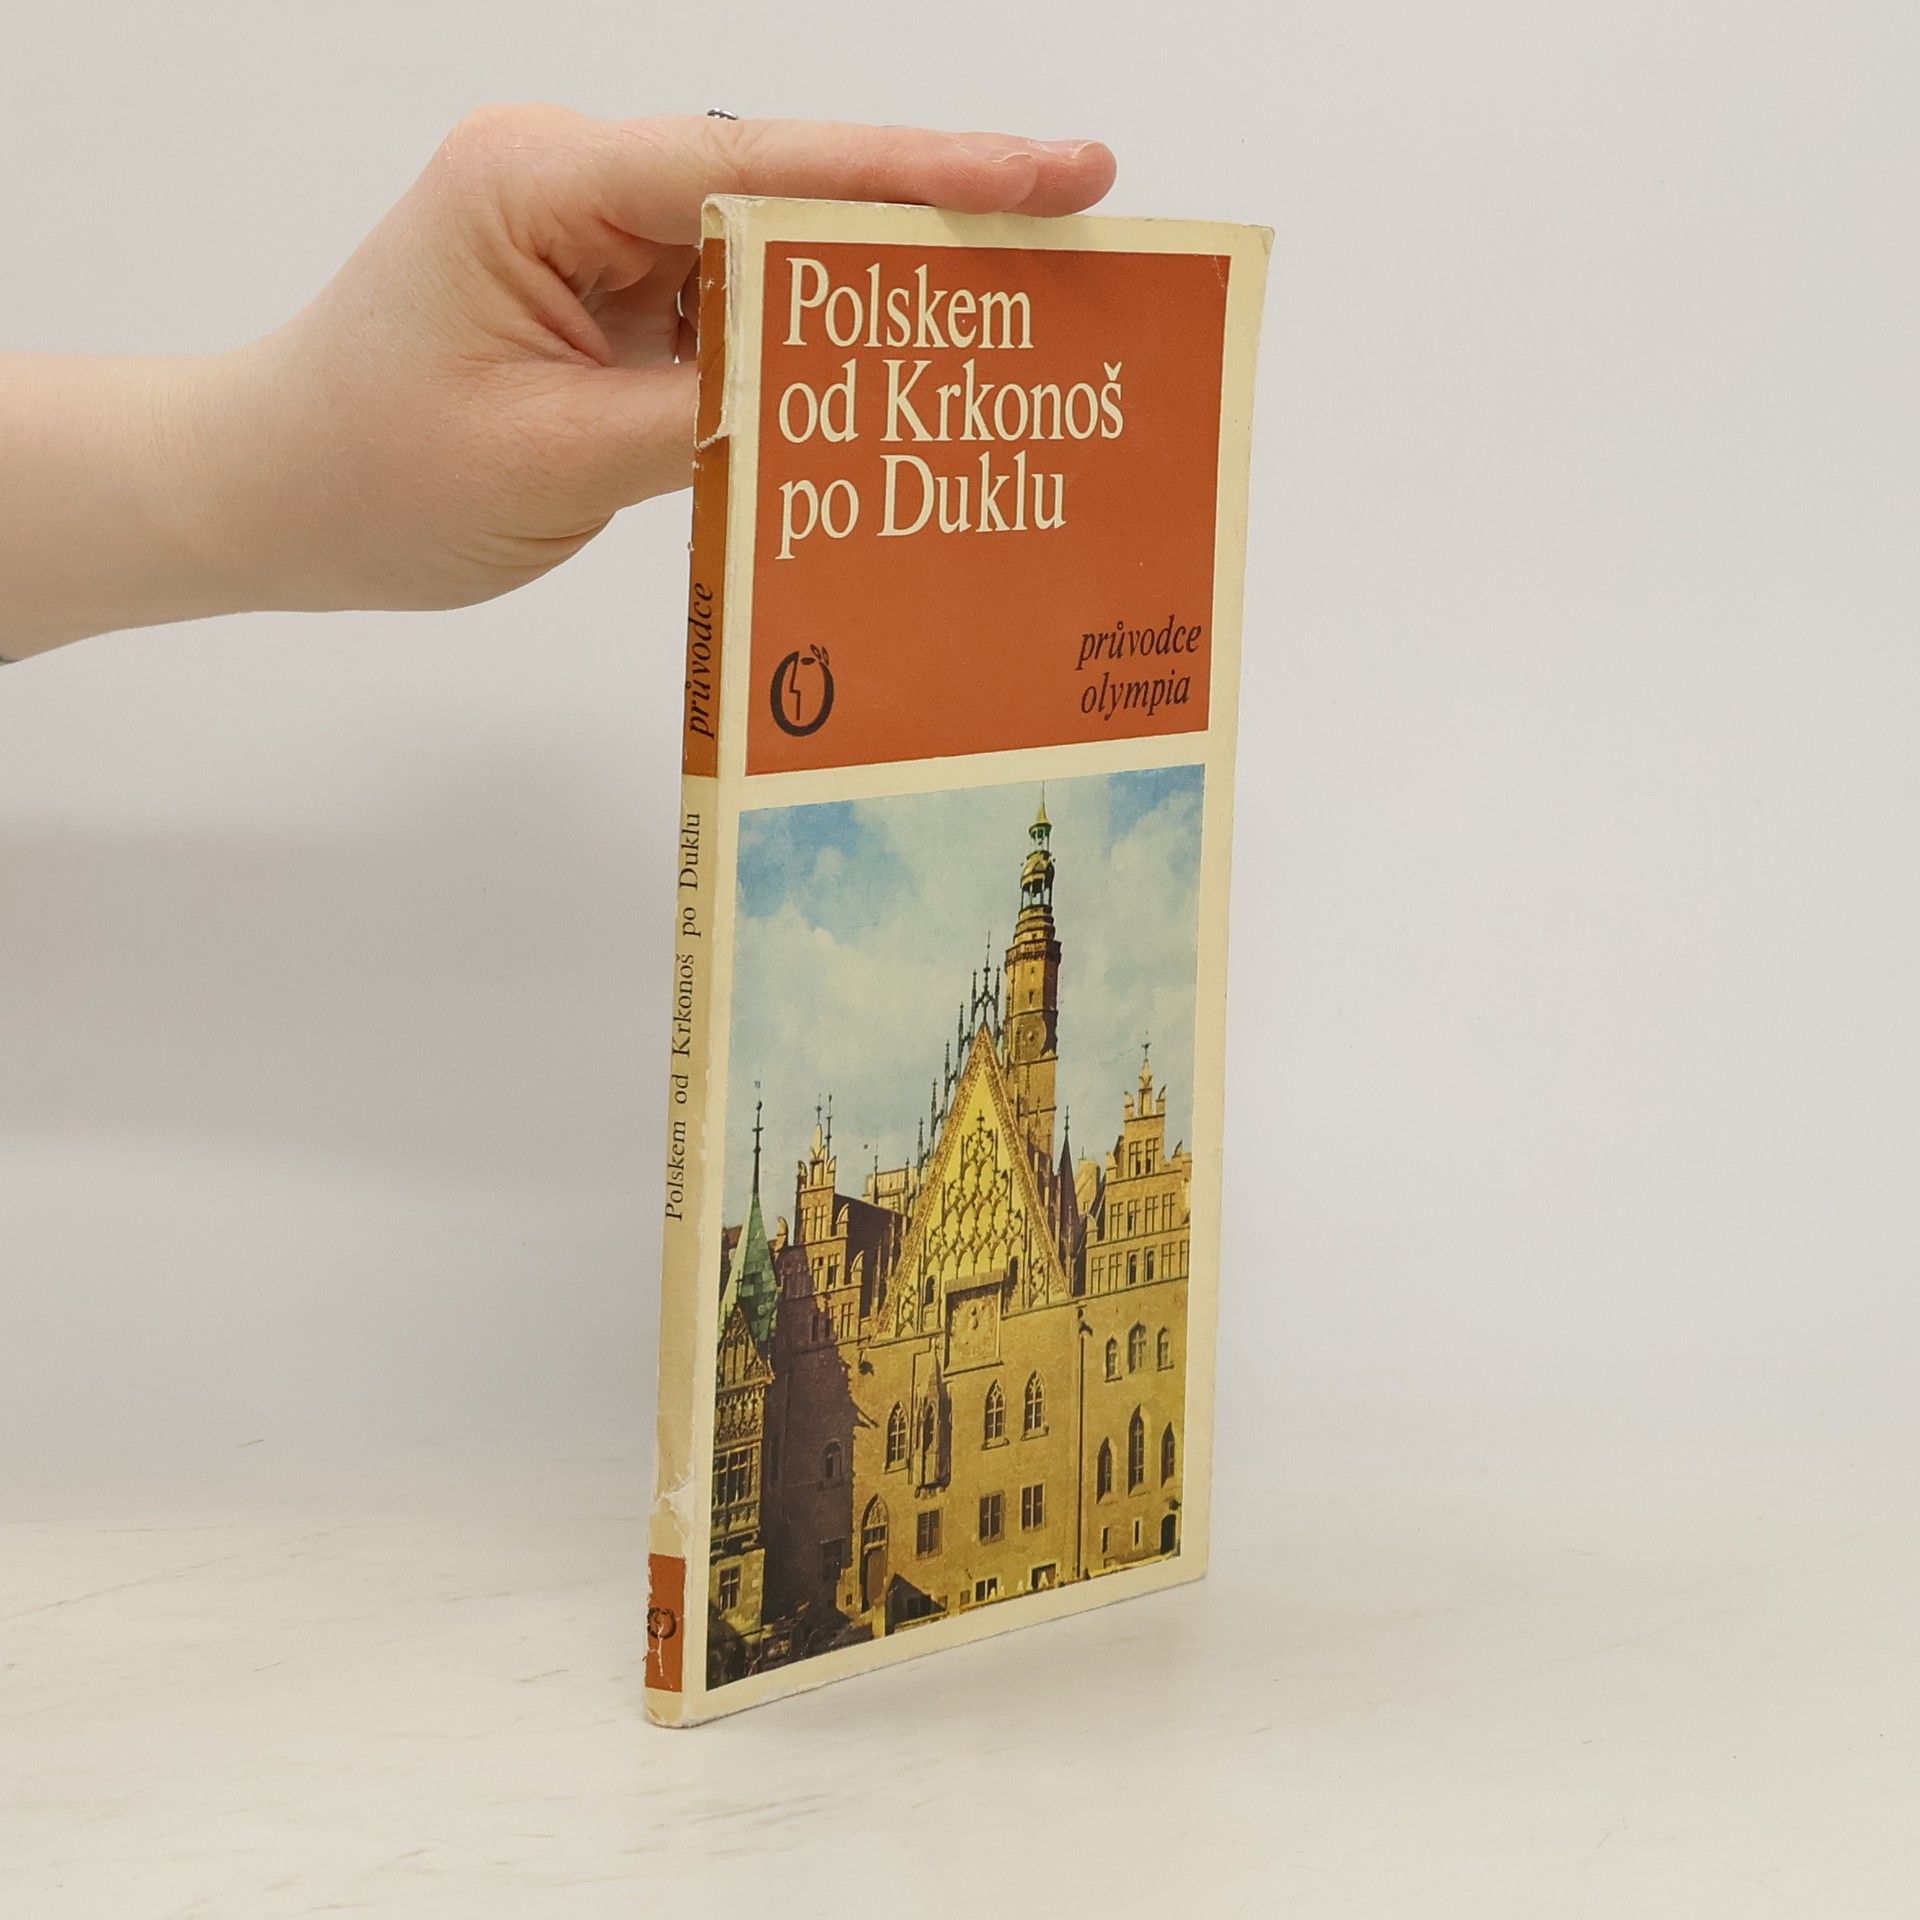 Polskem
od Krkonoš
po Duklu
průvodce
olympia
průvodce
Polskem od Krkonoš po Duklu